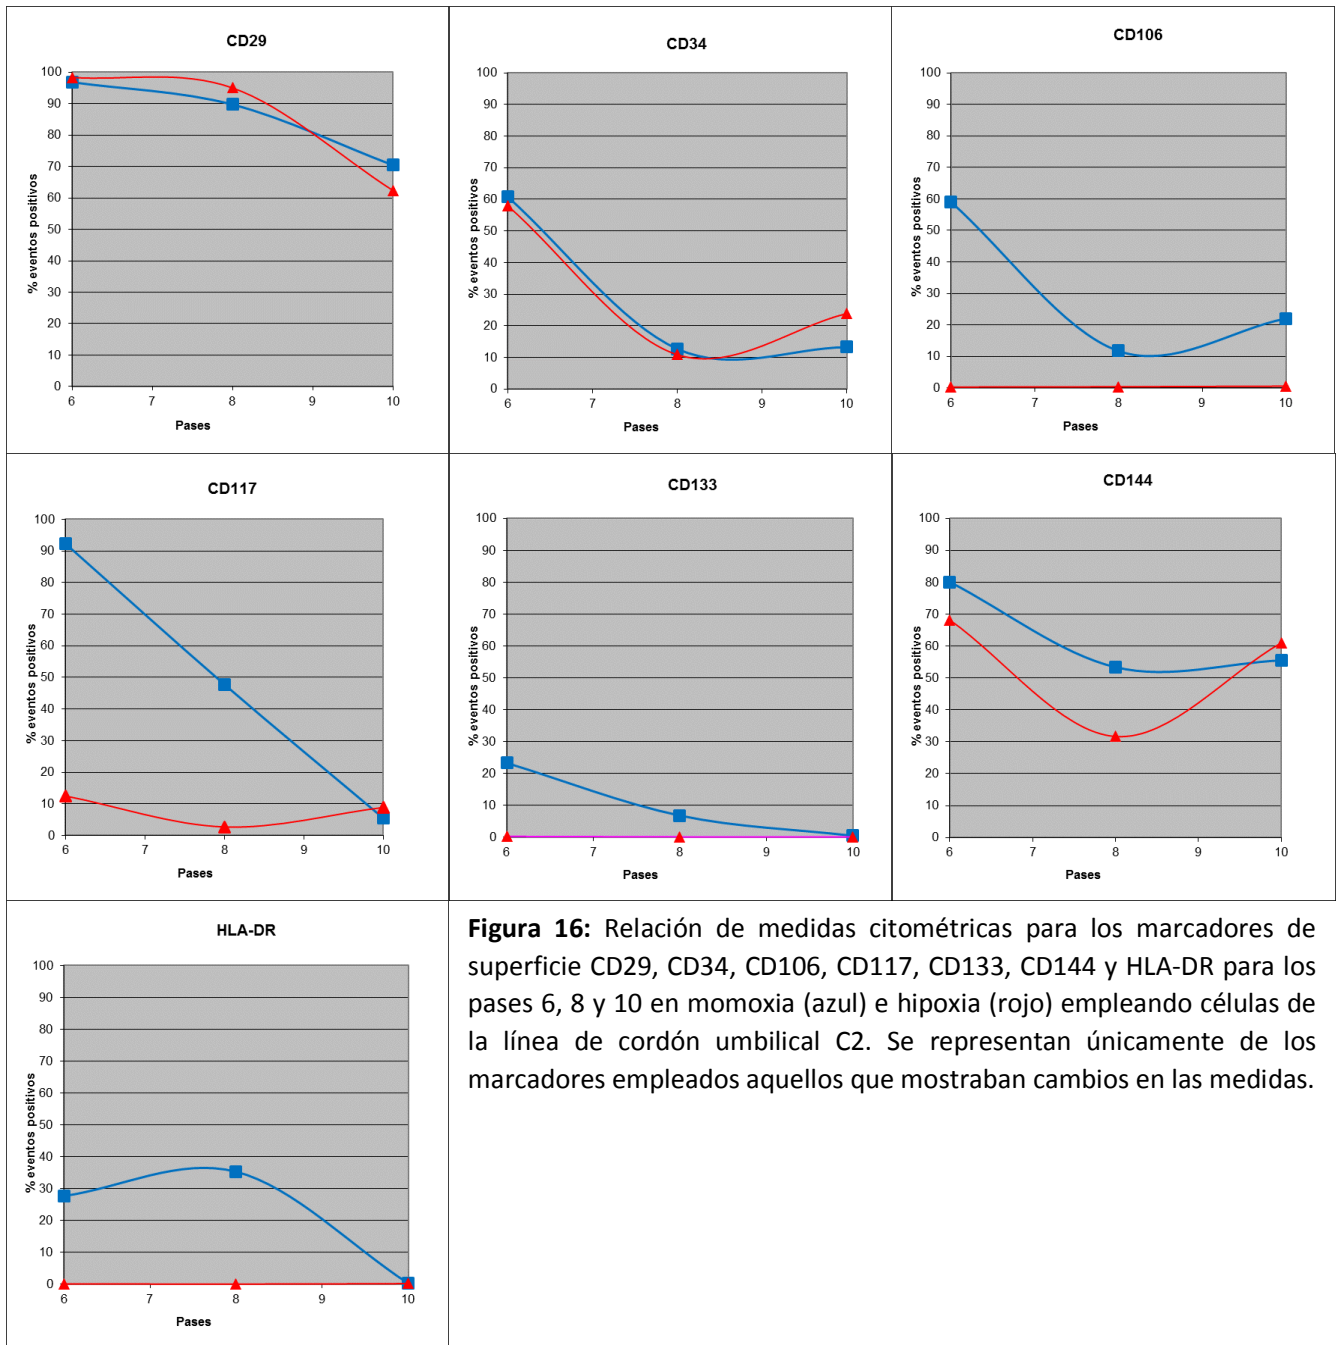 CD29
100
90
80
70
60
50
40
30
20
10
0
% eventos positivos
6 7 8 9 10
Pases
CD34
100
90
80
70
60
50
40
30
20
10
0
% eventos positivos
6 7 8 9 10
Pases
CD106
100
90
80
70
60
50
40
30
20
10
0
% eventos positivos
6 7 8 9 10
Pases
CD117
100
90
80
70
60
50
40
30
20
10
0
% eventos positivos
6 7 8 9 10
Pases
CD133
100
90
80
70
60
50
40
30
20
10
0
% eventos positivos
6 7 8 9 10
Pases
CD144
100
90
80
70
60
50
40
30
20
10
0
% eventos positivos
6 7 8 9 10
Pases
HLA-DR
100
90
80
70
60
50
40
30
20
10
0
% eventos positivos
6 7 8 9 10
Pases
Figura 16: Relación de medidas citométricas para los marcadores de
superficie CD29, CD34, CD106, CD117, CD133, CD144 y HLA-DR para los
pases 6, 8 y 10 en momoxia (azul) e hipoxia (rojo) empleando células de
la línea de cordón umbilical C2. Se representan únicamente de los
marcadores empleados aquellos que mostraban cambios en las medidas.